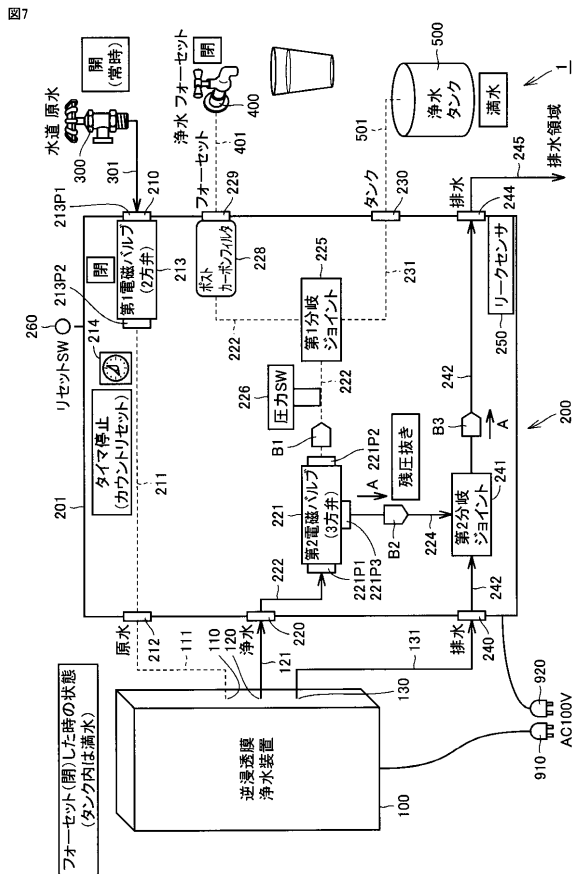 図7
フォーセット(閉)した時の状態
(タンク内は満水)
水道 原水
開
(常時)
300
301
浄水 フォーセット
閉
400
401
500
浄水
タンク
満水
501
1
排水領域
245
213P1
210
フォーセット
229
タンク
230
排水
244
リセットSW
260
213P2
閉
第1電磁バルブ
(2方弁)
213
214
タイマ停止
(カウントリセット)
201
211
ポスト
カーボンフィルタ
228
222
225
第1分岐
ジョイント
231
222
226
圧力SW
B1
221P2
221
第2電磁バルブ
(3方弁)
221P1
221P3
A
残圧抜き
B2
224
222
リークセンサ
250
242
B3
A
200
241
第2分岐
ジョイント
242
原水
212
浄水
220
排水
240
111
110
120
121
130
131
逆浸透膜
浄水装置
100
920
910
AC100V